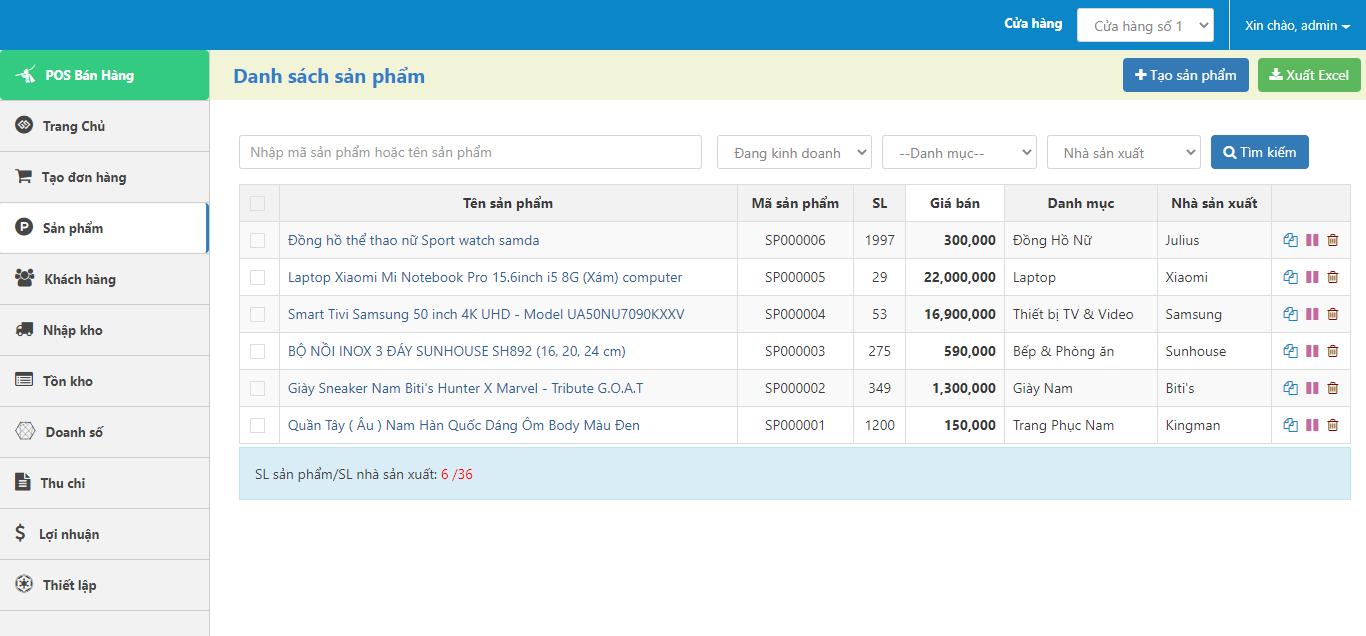 Cửa hàng Cửa hàng số 1 Xin chào, admin
POS Bán Hàng
Danh sách sản phẩm Tạo sản phẩm Xuất Excel
Trang Chủ
Tạo đơn hàng
Sản phẩm
Khách hàng
Nhập kho
Tồn kho
Doanh số
Thu chi
Lợi nhuận
Thiết lập
Nhập mã sản phẩm hoặc tên sản phẩm Đang kinh doanh --Danh mục-- Nhà sản xuất Tìm kiếm
Tên sản phẩm Mã sản phẩm SL Giá bán Danh mục Nhà sản xuất
Đồng hồ thể thao nữ Sport watch samda SP000006 1997 300,000 Đồng Hồ Nữ Julius
Laptop Xiaomi Mi Notebook Pro 15.6inch i5 8G (Xám) computer SP000005 29 22,000,000 Laptop Xiaomi
Smart Tivi Samsung 50 inch 4K UHD - Model UA50NU7090KXXV SP000004 53 16,900,000 Thiết bị TV & Video Samsung
BỘ NỒI INOX 3 ĐÁY SUNHOUSE SH892 (16, 20, 24 cm) SP000003 275 590,000 Bếp & Phòng ăn Sunhouse
Giày Sneaker Nam Biti's Hunter X Marvel - Tribute G.O.A.T SP000002 349 1,300,000 Giày Nam Biti's
Quần Tây ( Âu ) Nam Hàn Quốc Dáng Ôm Body Màu Đen SP000001 1200 150,000 Trang Phục Nam Kingman
SL sản phẩm/SL nhà sản xuất: 6 /36